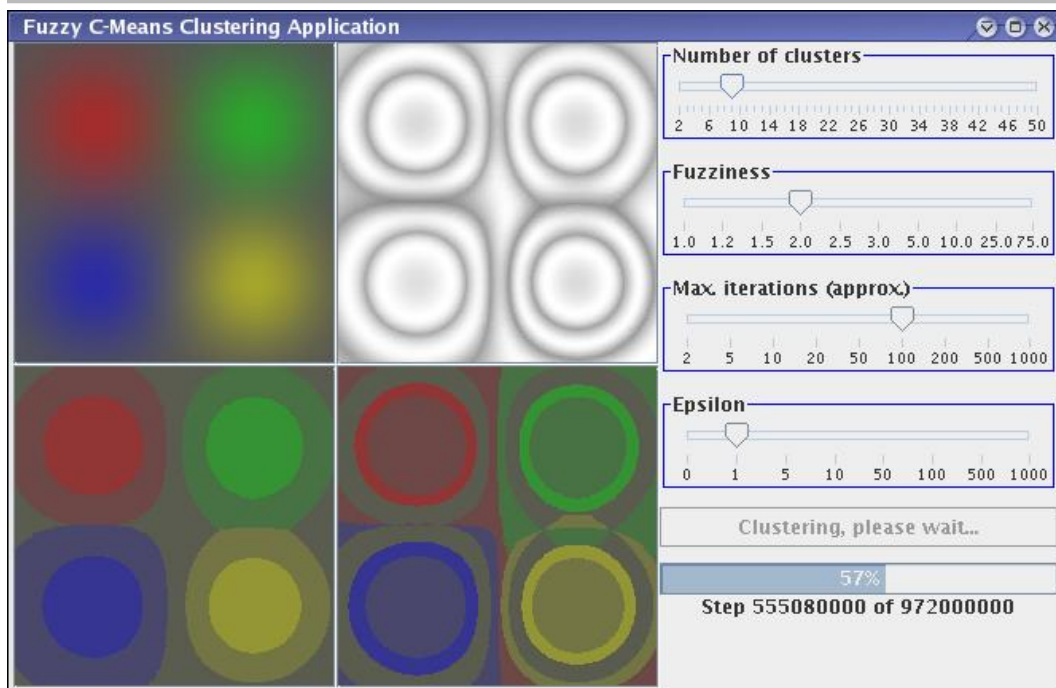 Fuzzy C-Means Clustering Application
Number of clusters
2 6 10 14 18 22 26 30 34 38 42 46 50
Fuzziness
1.0 1.2 1.5 2.0 2.5 3.0 5.0 10.0 25.0 75.0
Max. iterations (approx.)
2 5 10 20 50 100 200 500 1000
Epsilon
0 1 5 10 50 100 500 1000
Clustering, please wait...
57%
Step 555080000 of 972000000